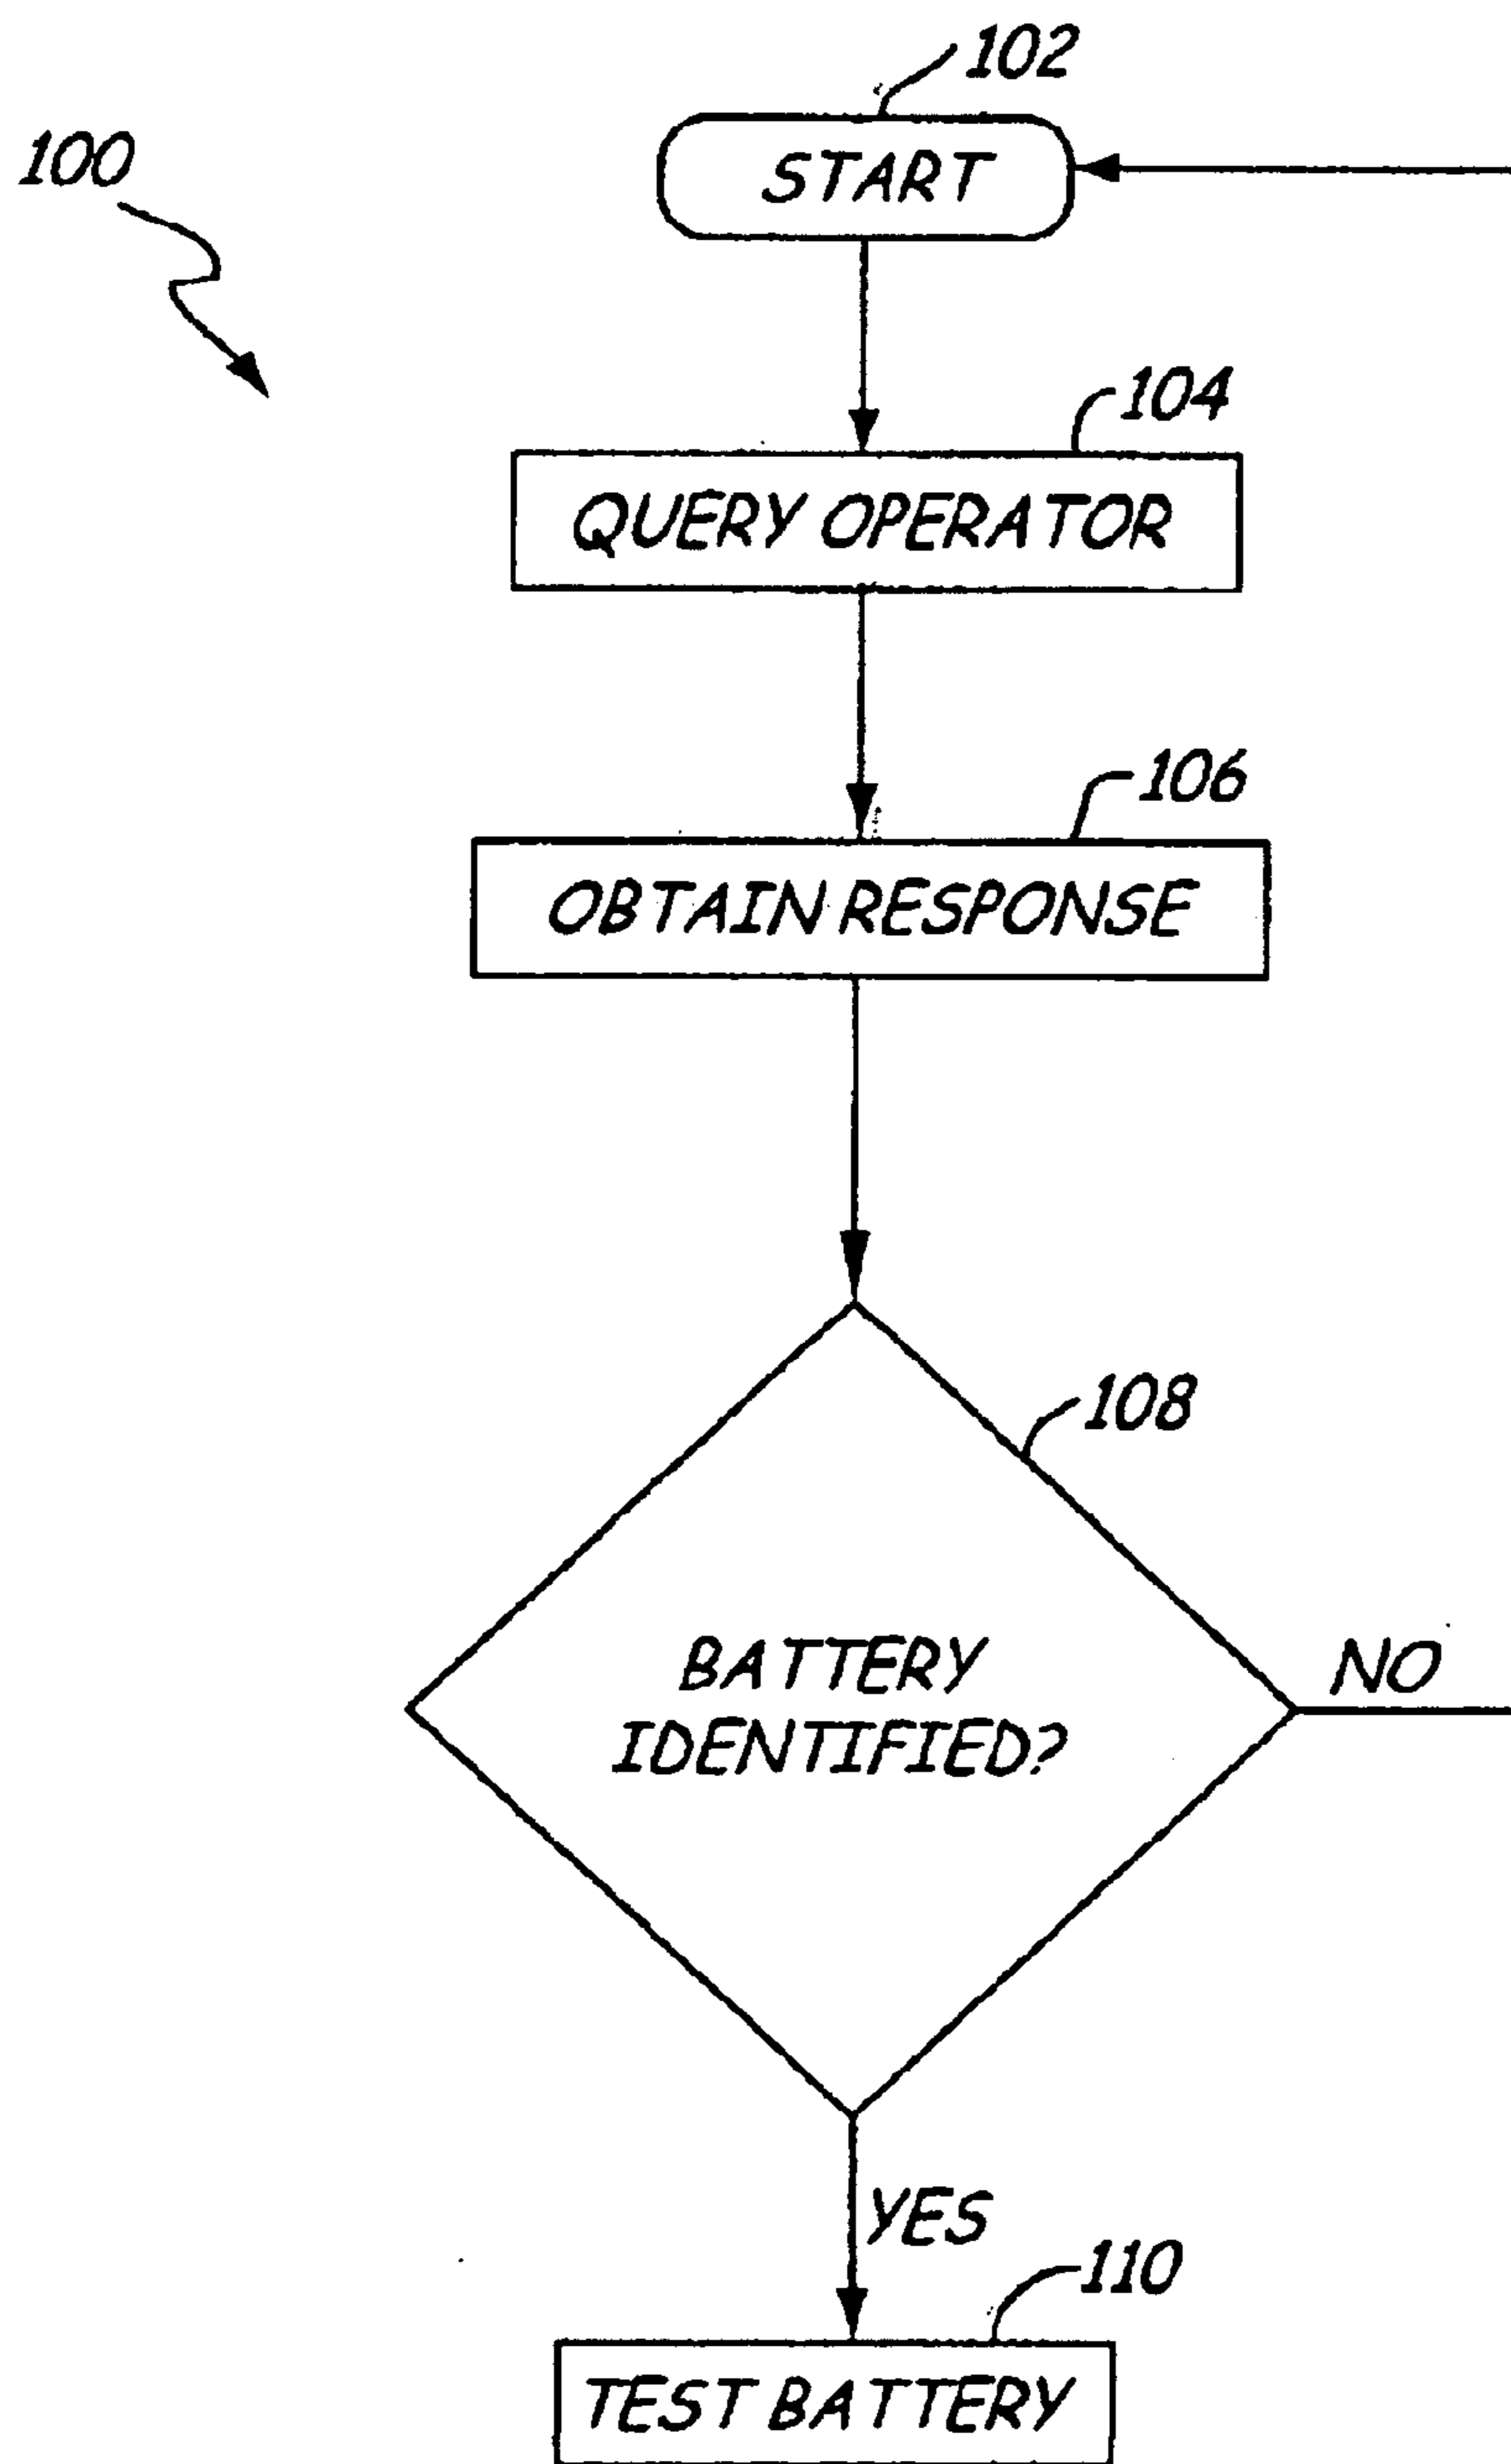 102
100
START
104
QUERY OPERATOR
106
OBTAIN RESPONSE
108
BATTERY
IDENTIFIED?
NO
YES
110
TEST BATTERY